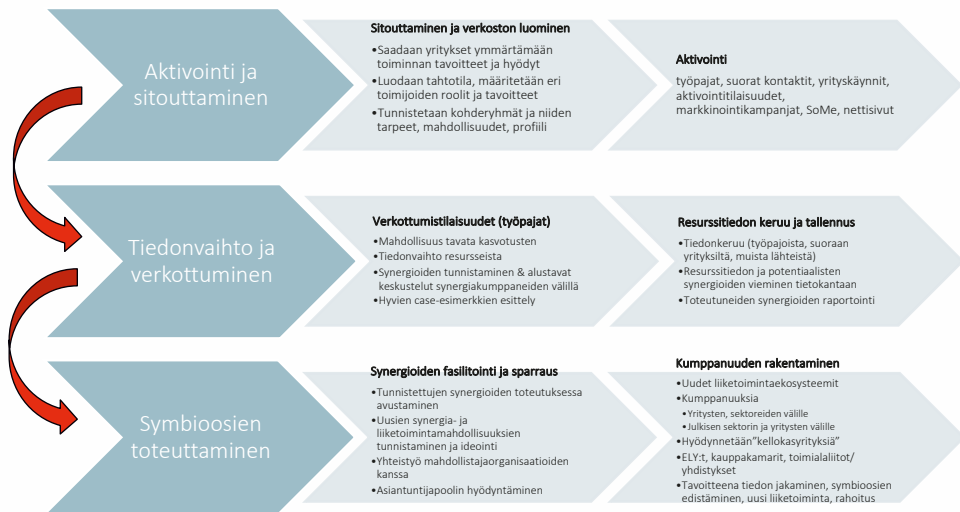 Aktivointi ja
sitouttaminen
Sitouttaminen ja verkoston luominen
•Saadaan yritykset ymmärtämään
toiminnan tavoitteet ja hyödyt
•Luodaan tahtotila, määritetään eri
toimijoiden roolit ja tavoitteet
•Tunnistetaan kohderyhmät ja niiden
tarpeet, mahdollisuudet, profiili
Aktivointi
työpajat, suorat kontaktit, yrityskäynnit,
aktivointitilaisuudet,
markkinointikampanjat, SoMe, nettisivut
Tiedonvaihto ja
verkottuminen
Verkottumistilaisuudet (työpajat)
•Mahdollisuus tavata kasvotusten
•Tiedonvaihto resursseista
•Synergioiden tunnistaminen & alustavat
keskustelut synergiakumppaneiden välillä
•Hyvien case-esimerkkien esittely
Resurssitiedon keruu ja tallennus
•Tiedonkeruu (työpajoista, suoraan
yrityksiltä, muista lähteistä)
•Resurssitiedon ja potentiaalisten
synergioiden vieminen tietokantaan
•Toteutuneiden synergioiden raportointi
Symbioosien
toteuttaminen
Synergioiden fasilitointi ja sparraus
•Tunnistettujen synergioiden toteutuksessa
avustaminen
•Uusien synergia- ja
liiketoimintamahdollisuuksien
tunnistaminen ja ideointi
•Yhteistyö mahdollistajaorganisaatioiden
kanssa
•Asiantuntijapoolin hyödyntäminen
Kumppanuuden rakentaminen
•Uudet liiketoimintaekosysteemit
•Kumppanuuksia
•Yritysten, sektoreiden välille
•Julkisen sektorin ja yritysten välille
•Hyödynnetään”kellokasyrityksiä”
•ELY:t, kauppakamarit, toimialaliitot/
yhdistykset
•Tavoitteena tiedon jakaminen, symbioosien
edistäminen, uusi liiketoiminta, rahoitus